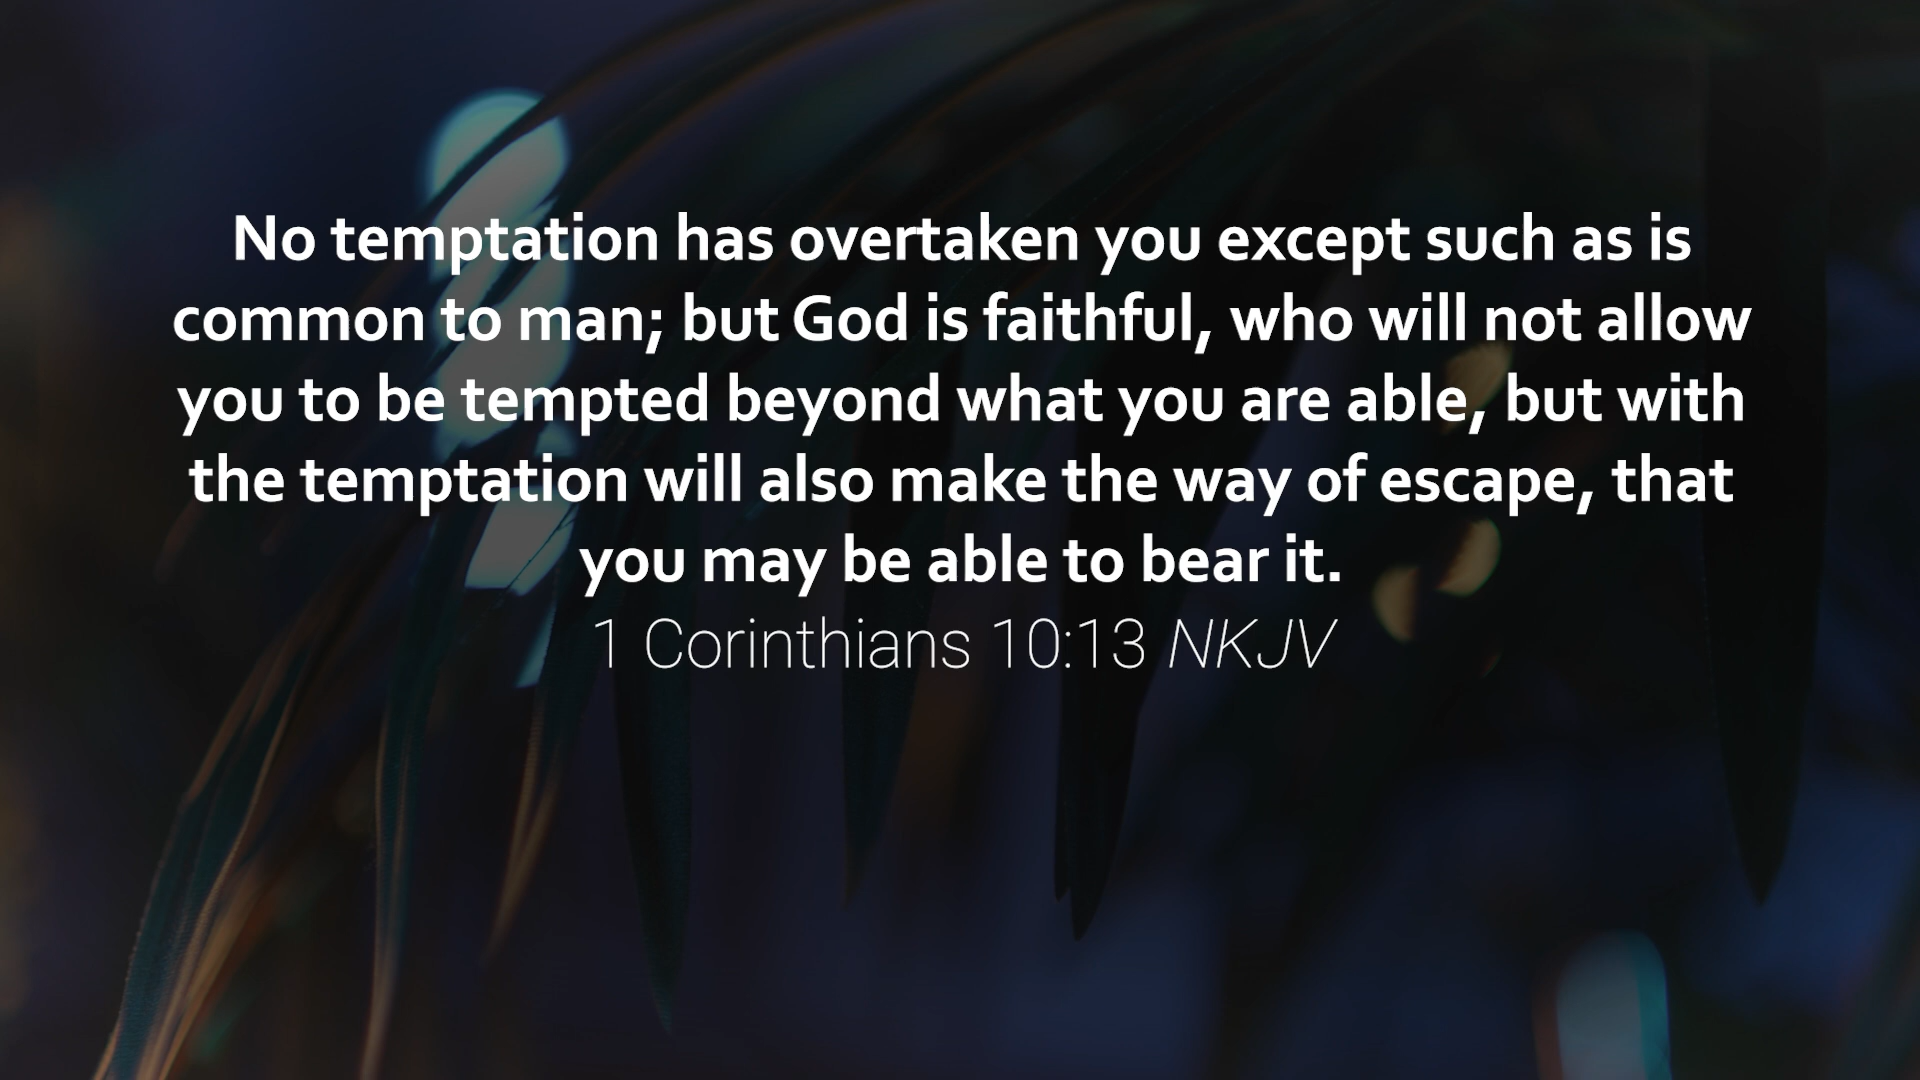 No temptation has overtaken you except such as is
common to man; but God is faithful, who will not allow
you to be tempted beyond what you are able, but with
the temptation will also make the way of escape, that
you may be able to bear it.
1 Corinthians 10:13 NKJV